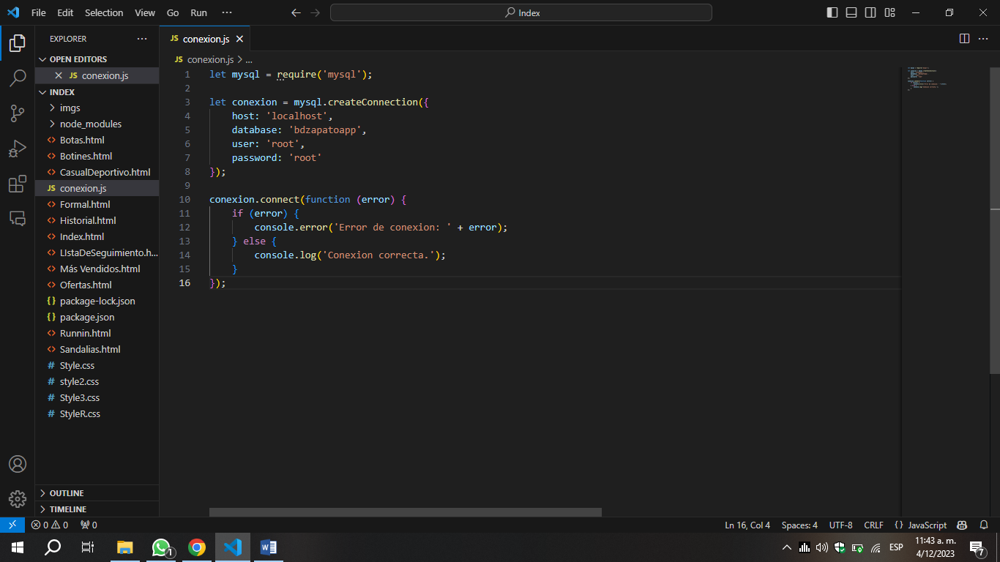 File Edit Selection View Go Run ···
Index
EXPLORER ···
OPEN EDITORS
JS conexion.js
INDEX
imgs
node_modules
Botas.html
Botines.html
CasualDeportivo.html
JS conexion.js
Formal.html
Historial.html
Index.html
LIstaDeSeguimiento.h...
Más Vendidos.html
Ofertas.html
package-lock.json
package.json
Runnin.html
Sandalias.html
Style.css
style2.css
Style3.css
StyleR.css
OUTLINE
TIMELINE
JS conexion.js
JS conexion.js > ...
1 let mysql = require('mysql');
2
3 let conexion = mysql.createConnection({
4 host: 'localhost',
5 database: 'bdzapatoapp',
6 user: 'root',
7 password: 'root'
8 });
9
10 conexion.connect(function (error) {
11 if (error) {
12 console.error('Error de conexion: ' + error);
13 } else {
14 console.log('Conexion correcta.');
15 }
16 });
0 0 0
Ln 16, Col 4 Spaces: 4 UTF-8 CRLF { } JavaScript
1
ESP
11:43 a. m.
4/12/2023
7